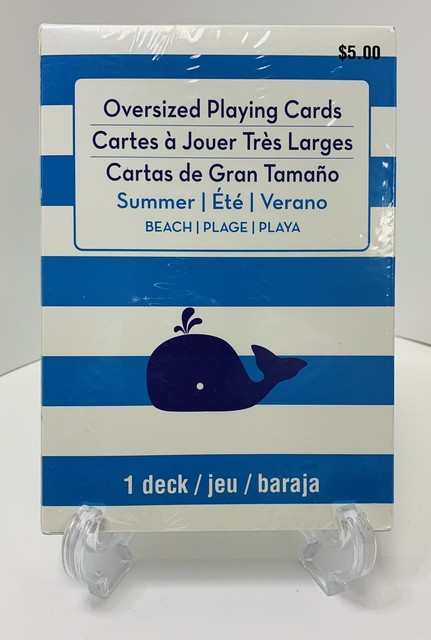 $5.00
Oversized Playing Cards
Cartes à Jouer Très Larges
Cartas de Gran Tamaño
Summer | Été | Verano
BEACH | PLAGE | PLAYA
1 deck / jeu / baraja